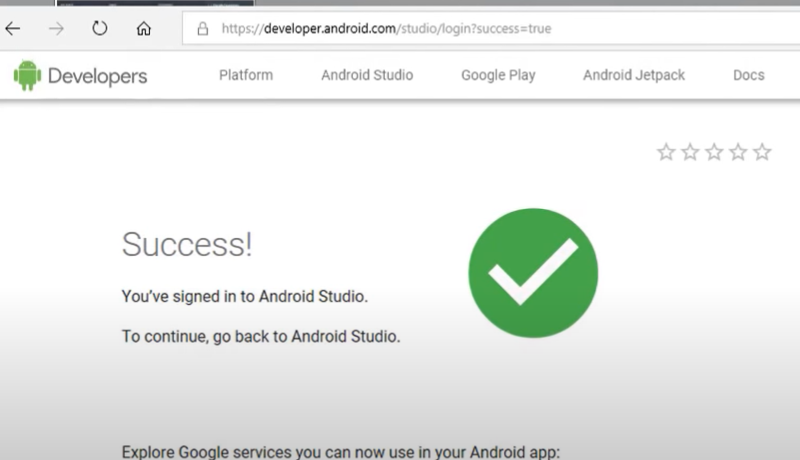 https://developer.android.com/studio/login?success=true
Developers Platform Android Studio Google Play Android Jetpack Docs
Success!
You've signed in to Android Studio.
To continue, go back to Android Studio.
Explore Google services you can now use in your Android app: